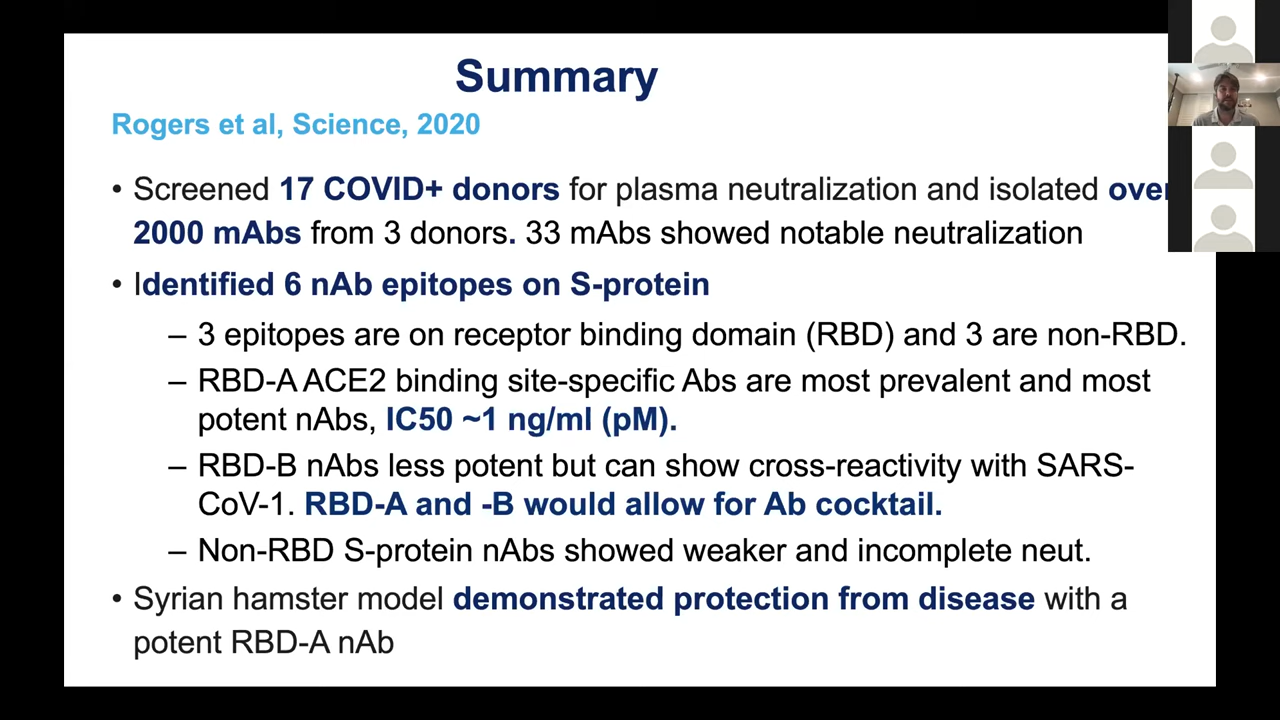 Summary
Rogers et al, Science, 2020
• Screened 17 COVID+ donors for plasma neutralization and isolated over
2000 mAbs from 3 donors. 33 mAbs showed notable neutralization
• Identified 6 nAb epitopes on S-protein
– 3 epitopes are on receptor binding domain (RBD) and 3 are non-RBD.
– RBD-A ACE2 binding site-specific Abs are most prevalent and most
potent nAbs, IC50 ~1 ng/ml (pM).
– RBD-B nAbs less potent but can show cross-reactivity with SARS-
CoV-1. RBD-A and -B would allow for Ab cocktail.
– Non-RBD S-protein nAbs showed weaker and incomplete neut.
• Syrian hamster model demonstrated protection from disease with a
potent RBD-A nAb